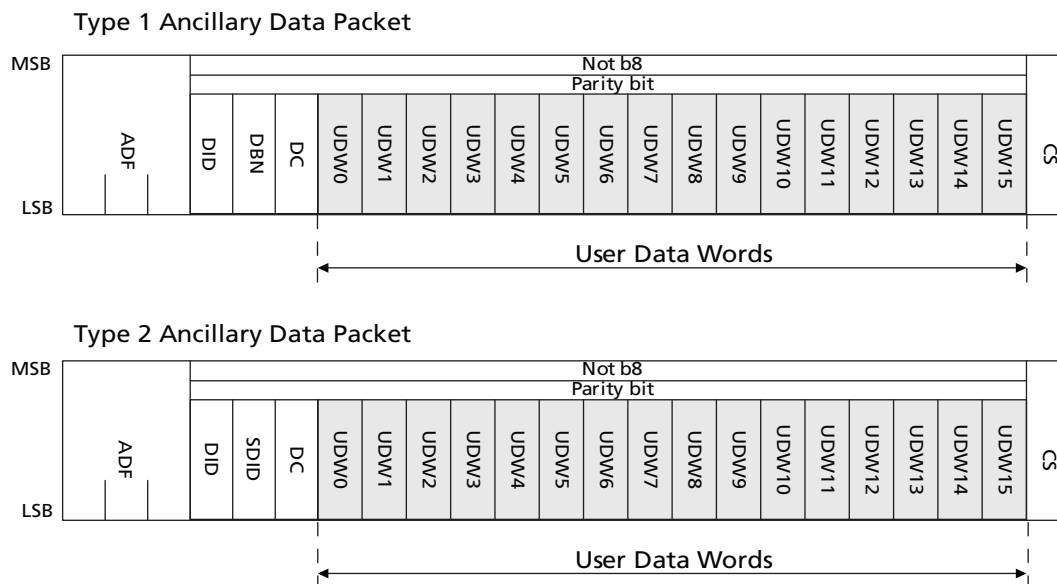 Type 1 Ancillary Data Packet
MSB
Not b8
Parity bit
ADF
DID
DBN
DC
UDW0
UDW1
UDW2
UDW3
UDW4
UDW5
UDW6
UDW7
UDW8
UDW9
UDW10
UDW11
UDW12
UDW13
UDW14
UDW15
CS
LSB
User Data Words
Type 2 Ancillary Data Packet
MSB
Not b8
Parity bit
ADF
DID
SDID
DC
UDW0
UDW1
UDW2
UDW3
UDW4
UDW5
UDW6
UDW7
UDW8
UDW9
UDW10
UDW11
UDW12
UDW13
UDW14
UDW15
CS
LSB
User Data Words